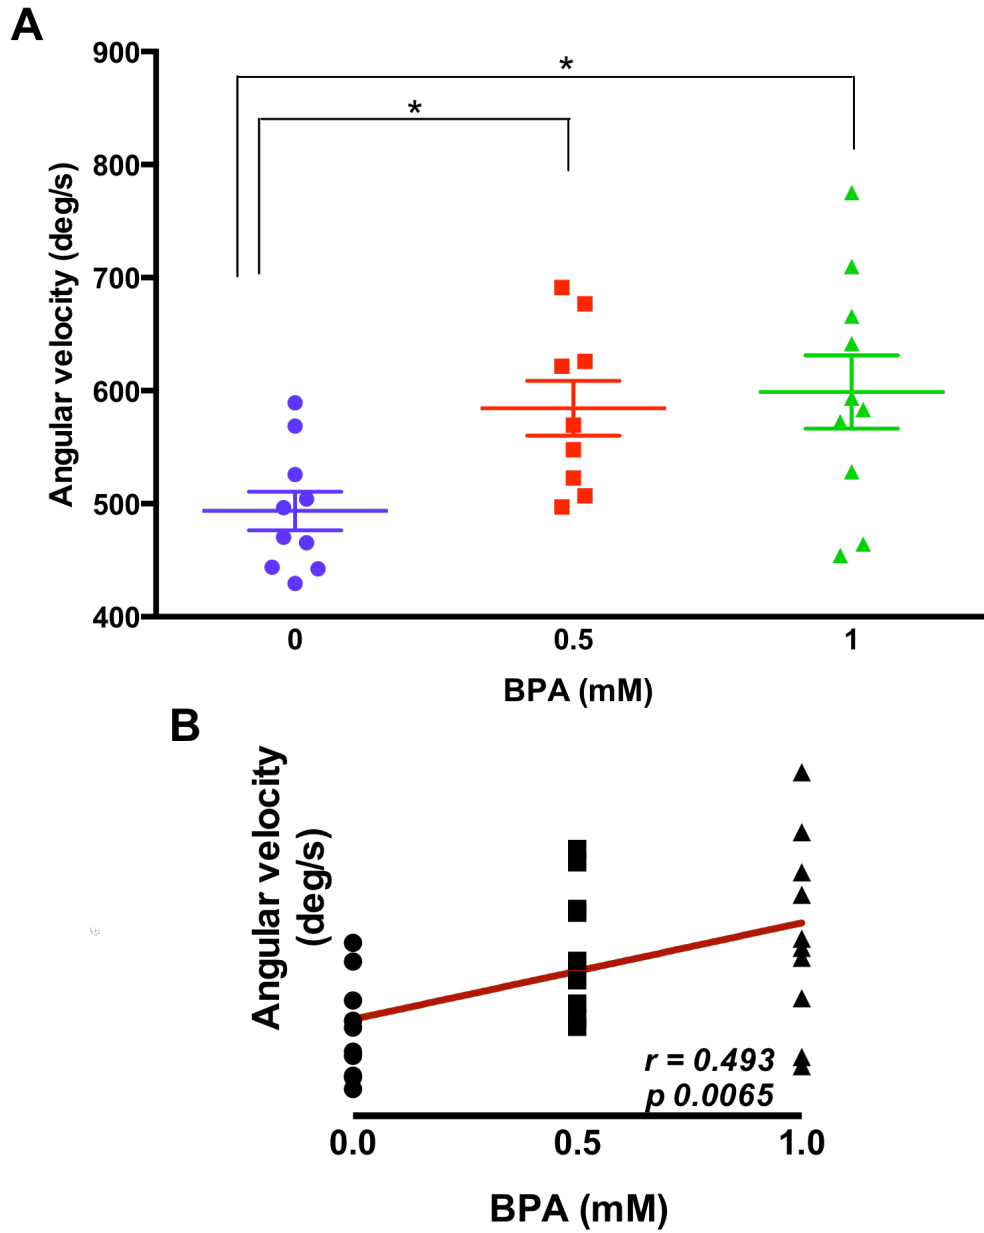 A
900
800
700
600
500
400
Angular velocity (deg/s)
*
*
0 0.5 1
BPA (mM)
B
Angular velocity
(deg/s)
r = 0.493
p 0.0065
0.0 0.5 1.0
BPA (mM)